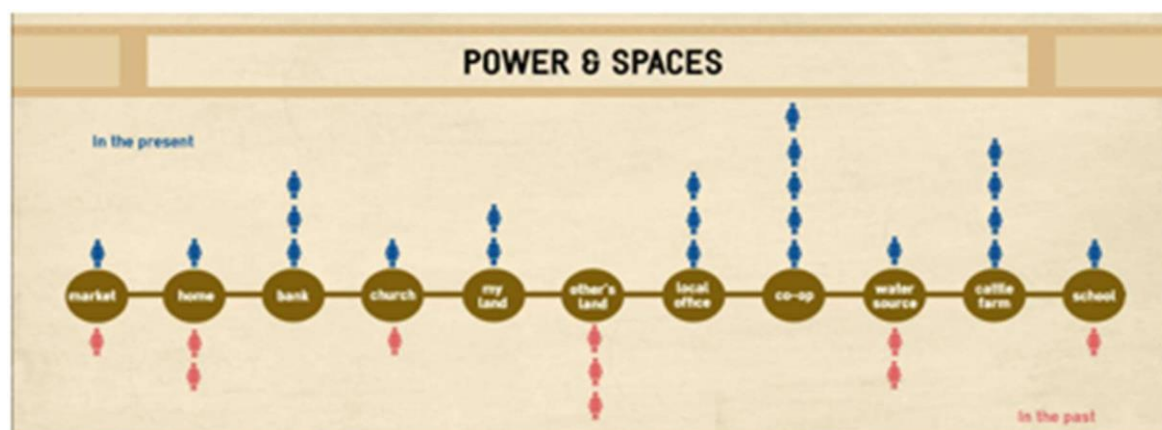 POWER & SPACES
In the present
market
home
bank
church
my
land
other's
land
local
office
co-op
water
source
cattle
farm
school
In the past